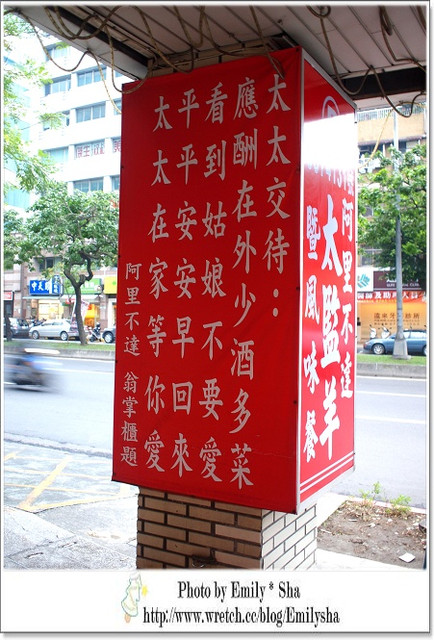 太太交待：
應酬在外少酒多菜
看到姑娘不要愛
平平安安早回來
太太在家等你愛
阿里不達 翁掌櫃題
阿里不達
太監羊
暨風味餐
Photo by Emily * Sha
http://www.wretch.cc/blog/Emilysha